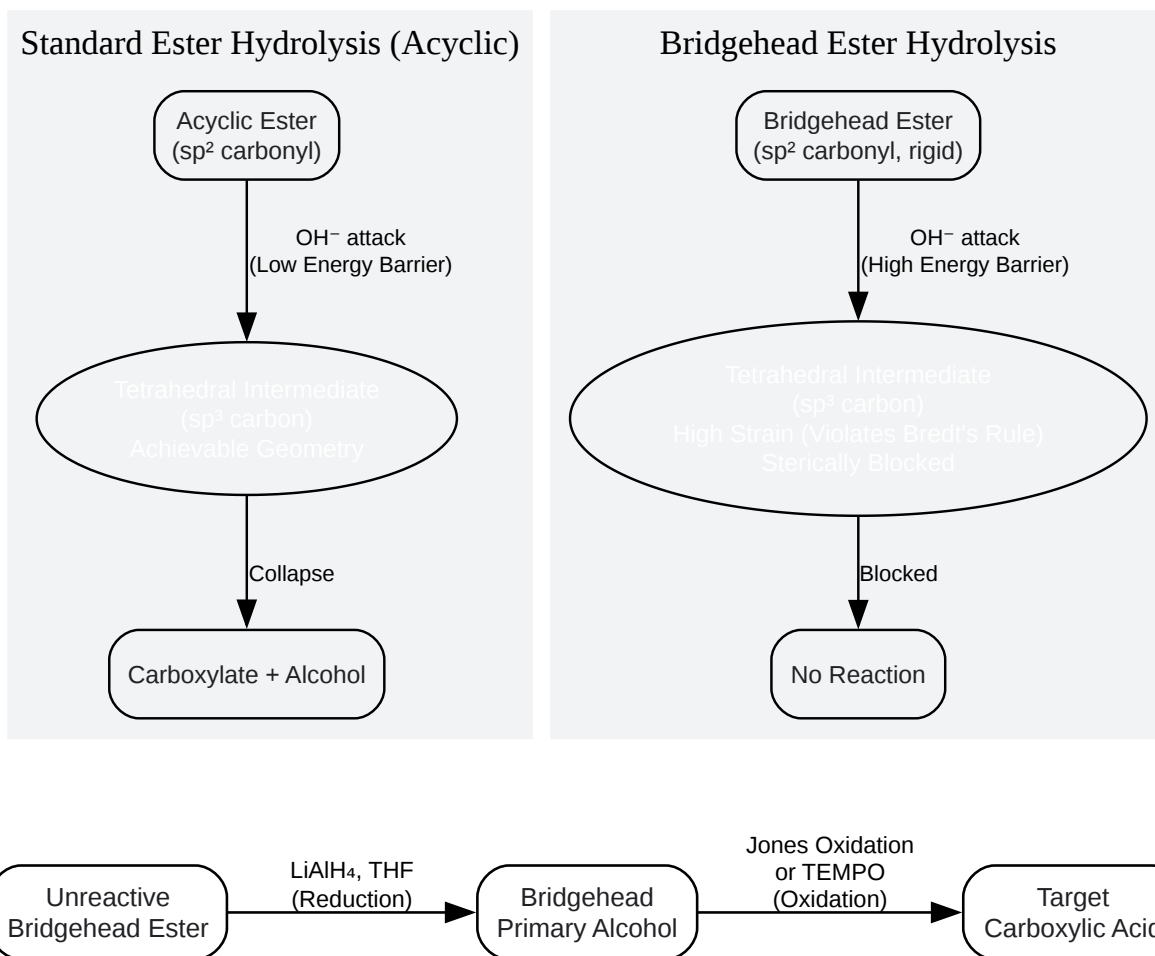 Standard Ester Hydrolysis (Acyclic)
Acyclic Ester
(sp² carbonyl)
OH⁻ attack
(Low Energy Barrier)
Tetrahedral Intermediate
(sp³ carbon)
Achievable Geometry
Collapse
Carboxylate + Alcohol
Bridgehead Ester Hydrolysis
Bridgehead Ester
(sp² carbonyl, rigid)
OH⁻ attack
(High Energy Barrier)
Tetrahedral Intermediate
(sp³ carbon)
High Strain (Violates Bredt's Rule)
Sterically Blocked
Blocked
No Reaction
Unreactive
Bridgehead Ester
LiAlH₄, THF
(Reduction)
Bridgehead
Primary Alcohol
Jones Oxidation
or TEMPO
(Oxidation)
Target
Carboxylic Acid